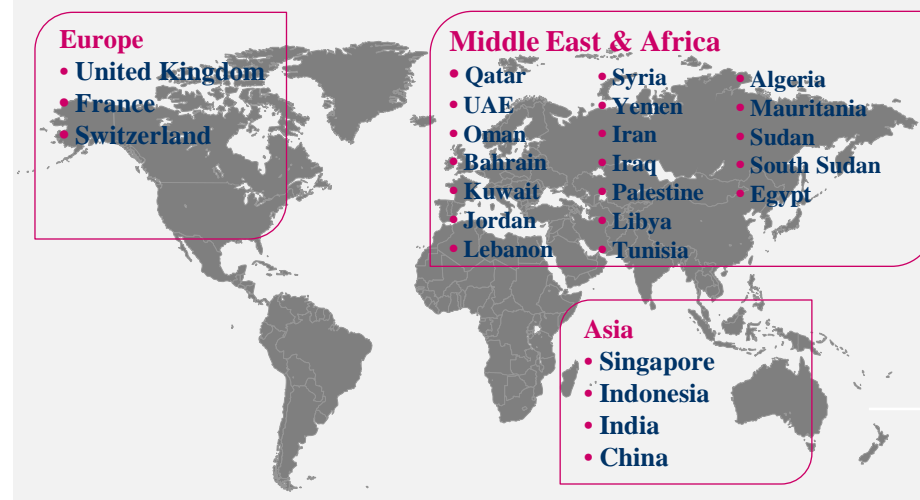 Europe
• United Kingdom
• France
• Switzerland
Middle East & Africa
• Qatar
• UAE
• Oman
• Bahrain
• Kuwait
• Jordan
• Lebanon
• Syria
• Yemen
• Iran
• Iraq
• Palestine
• Libya
• Tunisia
• Algeria
• Mauritania
• Sudan
• South Sudan
• Egypt
Asia
• Singapore
• Indonesia
• India
• China